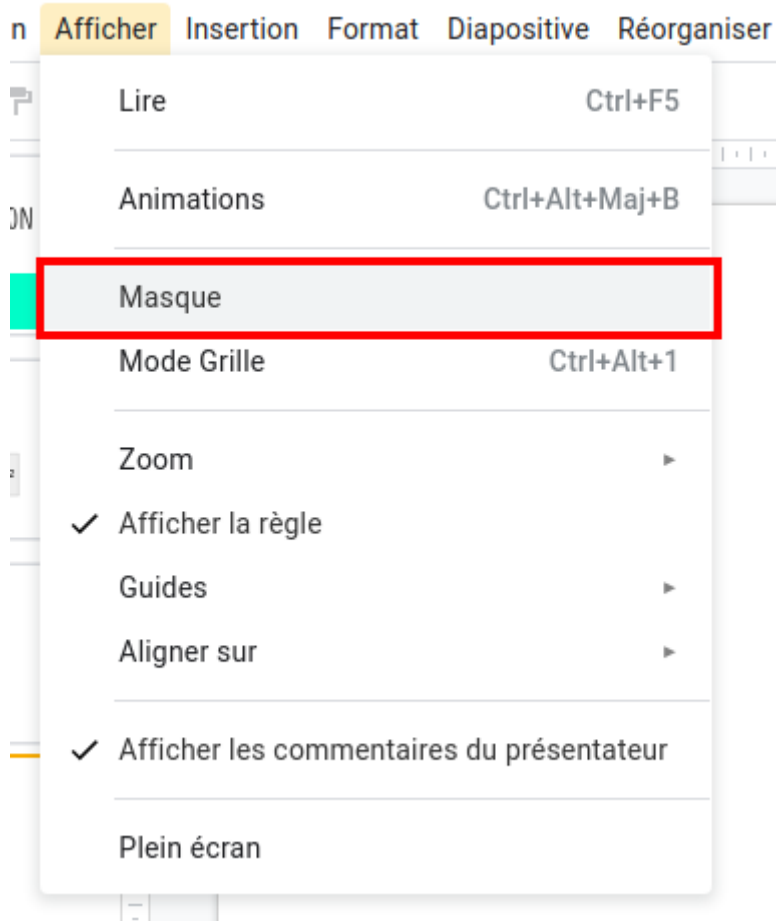 n Afficher Insertion Format Diapositive Réorganiser
Lire Ctrl+F5
Animations Ctrl+Alt+Maj+B
ON
Masque
Mode Grille Ctrl+Alt+1
Zoom
Afficher la règle
Guides
Aligner sur
Afficher les commentaires du présentateur
Plein écran